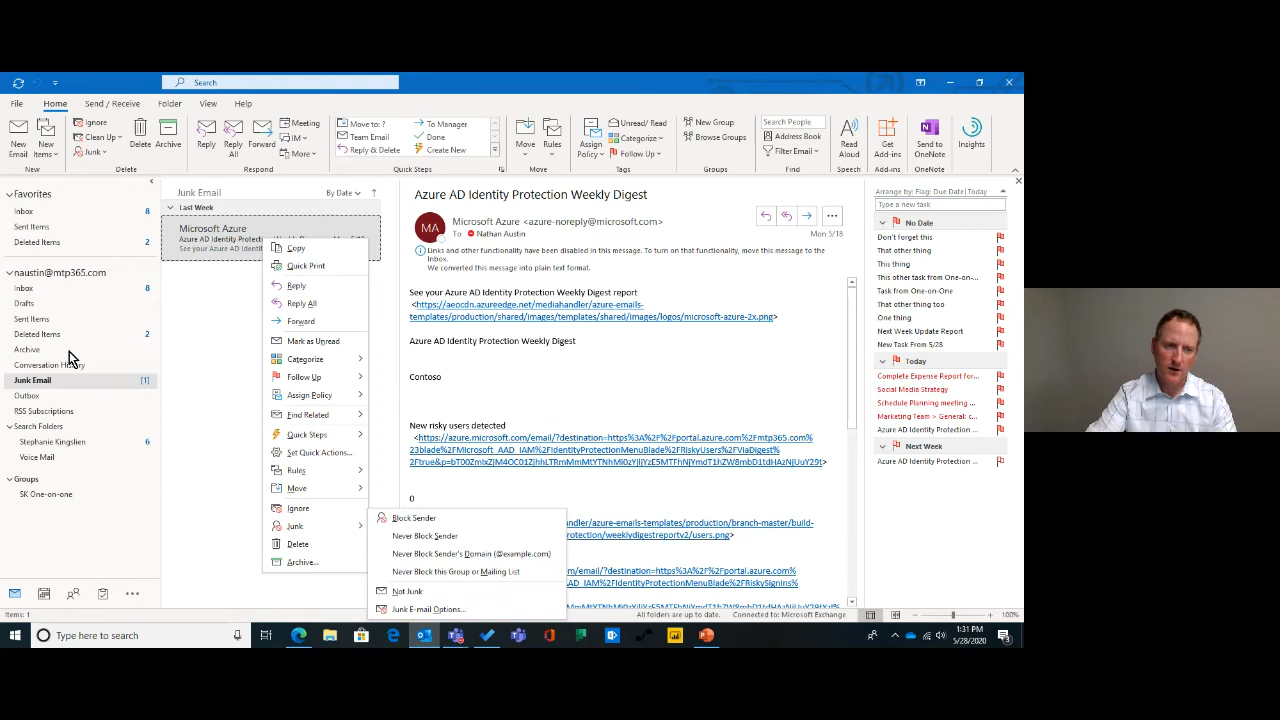 Search
File
Home
Send / Receive
Folder
View
Help
New Email
New Items
New
Ignore
Clean Up
Junk
Delete
Archive
Delete
Reply
Reply All
Forward
Meeting
IM
More
Respond
Move to: ?
Team Email
Reply & Delete
To Manager
Done
Create New
Quick Steps
Move
Rules
Move
Assign Policy
Unread/ Read
Categorize
Follow Up
Tags
New Group
Browse Groups
Groups
Search People
Address Book
Filter Email
Find
Read Aloud
Speech
Get Add-ins
Add-ins
Send to OneNote
OneNote
Insights
Favorites
Inbox 8
Sent Items
Deleted Items 2
naustin@mtp365.com
Inbox 8
Drafts
Sent Items
Deleted Items 2
Archive
Conversation History
Junk Email [1]
Outbox
RSS Subscriptions
Search Folders
Stephanie Kingslien 6
Voice Mail
Groups
SK One-on-one
Items: 1
Junk Email
By Date
Last Week
Microsoft Azure
Azure AD Identity Protecti
See your Azure AD Identi
Copy
Quick Print
Reply
Reply All
Forward
Mark as Unread
Categorize
Follow Up
Assign Policy
Find Related
Quick Steps
Set Quick Actions...
Rules
Move
Ignore
Junk
Delete
Archive...
Block Sender
Never Block Sender
Never Block Sender's Domain (@example.com)
Never Block this Group or Mailing List
Not Junk
Junk E-mail Options...
Azure AD Identity Protection Weekly Digest
MA
Microsoft Azure <azure-noreply@microsoft.com>
To Nathan Austin
Mon 5/18
Links and other functionality have been disabled in this message. To turn on that functionality, move this message to the
Inbox.
We converted this message into plain text format.
See your Azure AD Identity Protection Weekly Digest report
<https://aeocdn.azureedge.net/mediahandler/azure-emails-
templates/production/shared/images/templates/shared/images/logos/microsoft-azure-2x.png>
Azure AD Identity Protection Weekly Digest
Contoso
New risky users detected
0
Arrange by: Flag: Due Date Today
Type a new task
No Date
Don't forget this
That other thing
This thing
This other task from One-on-...
Task from One-on-One
That other thing too
One thing
Next Week Update Report
New Task From 5/28
Today
Complete Expense Report for...
Social Media Strategy
Schedule Planning meeting ...
Marketing Team > General: c...
Azure AD Identity Protection ...
Next Week
Azure AD Identity Protection ...
All folders are up to date.
Connected to: Microsoft Exchange
100%
Type here to search
1:31 PM
5/28/2020
3